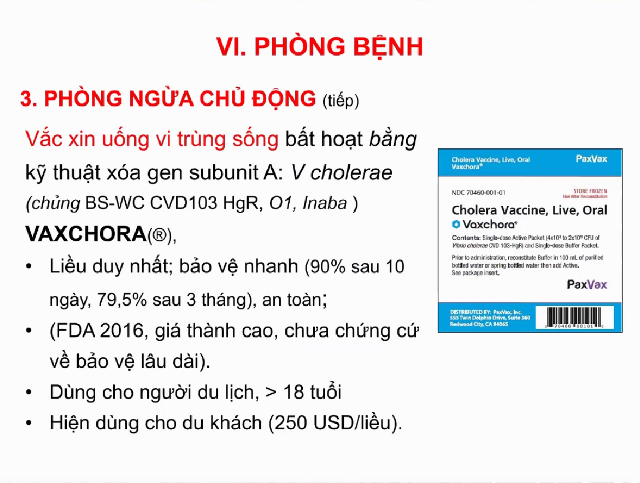 VI. PHÒNG BỆNH
3. PHÒNG NGỪA CHỦ ĐỘNG (tiếp)
Vắc xin uống vi trùng sống bất hoạt bằng
kỹ thuật xóa gen subunit A: V cholerae
(chủng BS-WC CVD103 HgR, O1, Inaba )
VAXCHORA(®),
• Liều duy nhất; bảo vệ nhanh (90% sau 10
ngày, 79,5% sau 3 tháng), an toàn;
• (FDA 2016, giá thành cao, chưa chứng cứ
về bảo vệ lâu dài).
• Dùng cho người du lịch, > 18 tuổi
• Hiện dùng cho du khách (250 USD/liều).
Cholera Vaccine, Live, Oral
Vaxchora®
PaxVax
NDC 70460-001-01
STORE FROZEN
Cholera Vaccine, Live, Oral
Vaxchora®
Contents: Single-dose Active Packet (4x10⁸ to 2x10⁹ CFU of
Vibrio cholerae CVD 103-HgR) and Single-dose Buffer Packet.
Prior to administration, reconstitute Buffer in 100 mL of purified
bottled water or spring bottled water then add Active.
See package insert.
PaxVax
DISTRIBUTED BY: PaxVax, Inc.
555 Twin Dolphin Drive, Suite 360
Redwood City, CA 94065